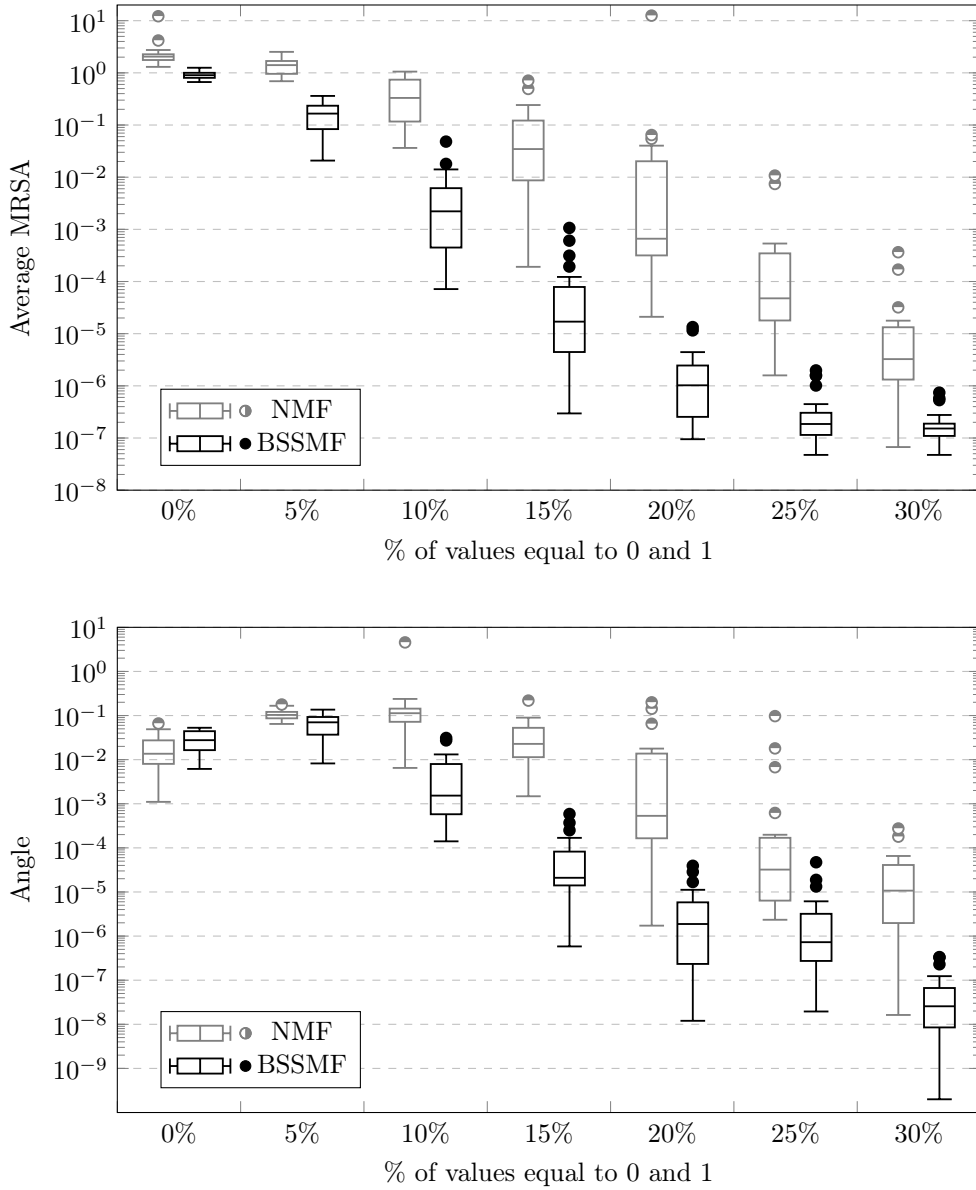 10^1
10^0
10^-1
10^-2
10^-3
10^-4
10^-5
10^-6
10^-7
10^-8
Average MRSA
NMF
BSSMF
0% 5% 10% 15% 20% 25% 30%
% of values equal to 0 and 1
10^1
10^0
10^-1
10^-2
10^-3
10^-4
10^-5
10^-6
10^-7
10^-8
10^-9
Angle
NMF
BSSMF
0% 5% 10% 15% 20% 25% 30%
% of values equal to 0 and 1